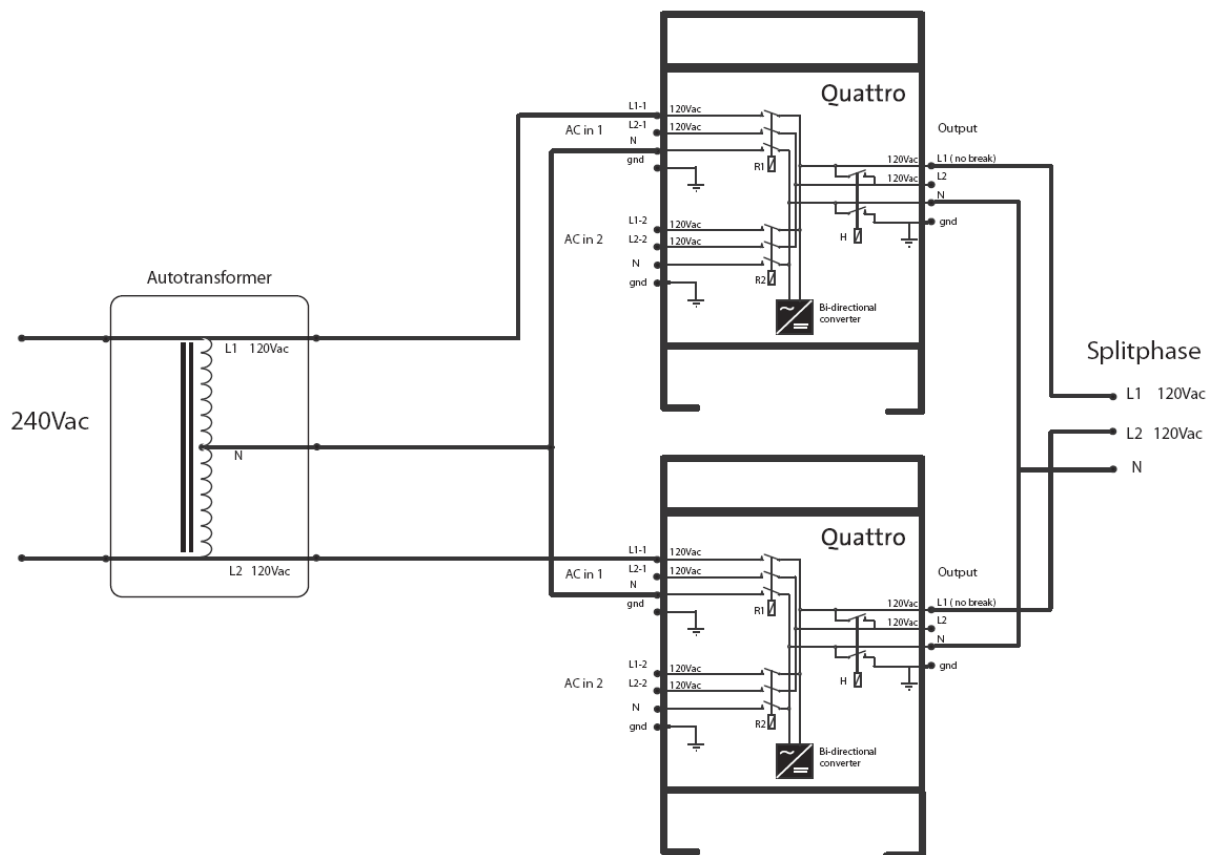 Quattro
L1-1 120Vac
AC in 1
L2-1 120Vac
N
gnd
R1
Output
120Vac L1 ( no break)
120Vac L2
N
gnd
H
L1-2 120Vac
AC in 2
L2-2 120Vac
N
gnd
R2
Bi-directional
converter
Autotransformer
L1 120Vac
240Vac
N
L2 120Vac
Splitphase
L1 120Vac
L2 120Vac
N
Quattro
L1-1 120Vac
AC in 1
L2-1 120Vac
N
gnd
R1
Output
120Vac L1 ( no break)
120Vac L2
N
gnd
H
L1-2 120Vac
AC in 2
L2-2 120Vac
N
gnd
R2
Bi-directional
converter